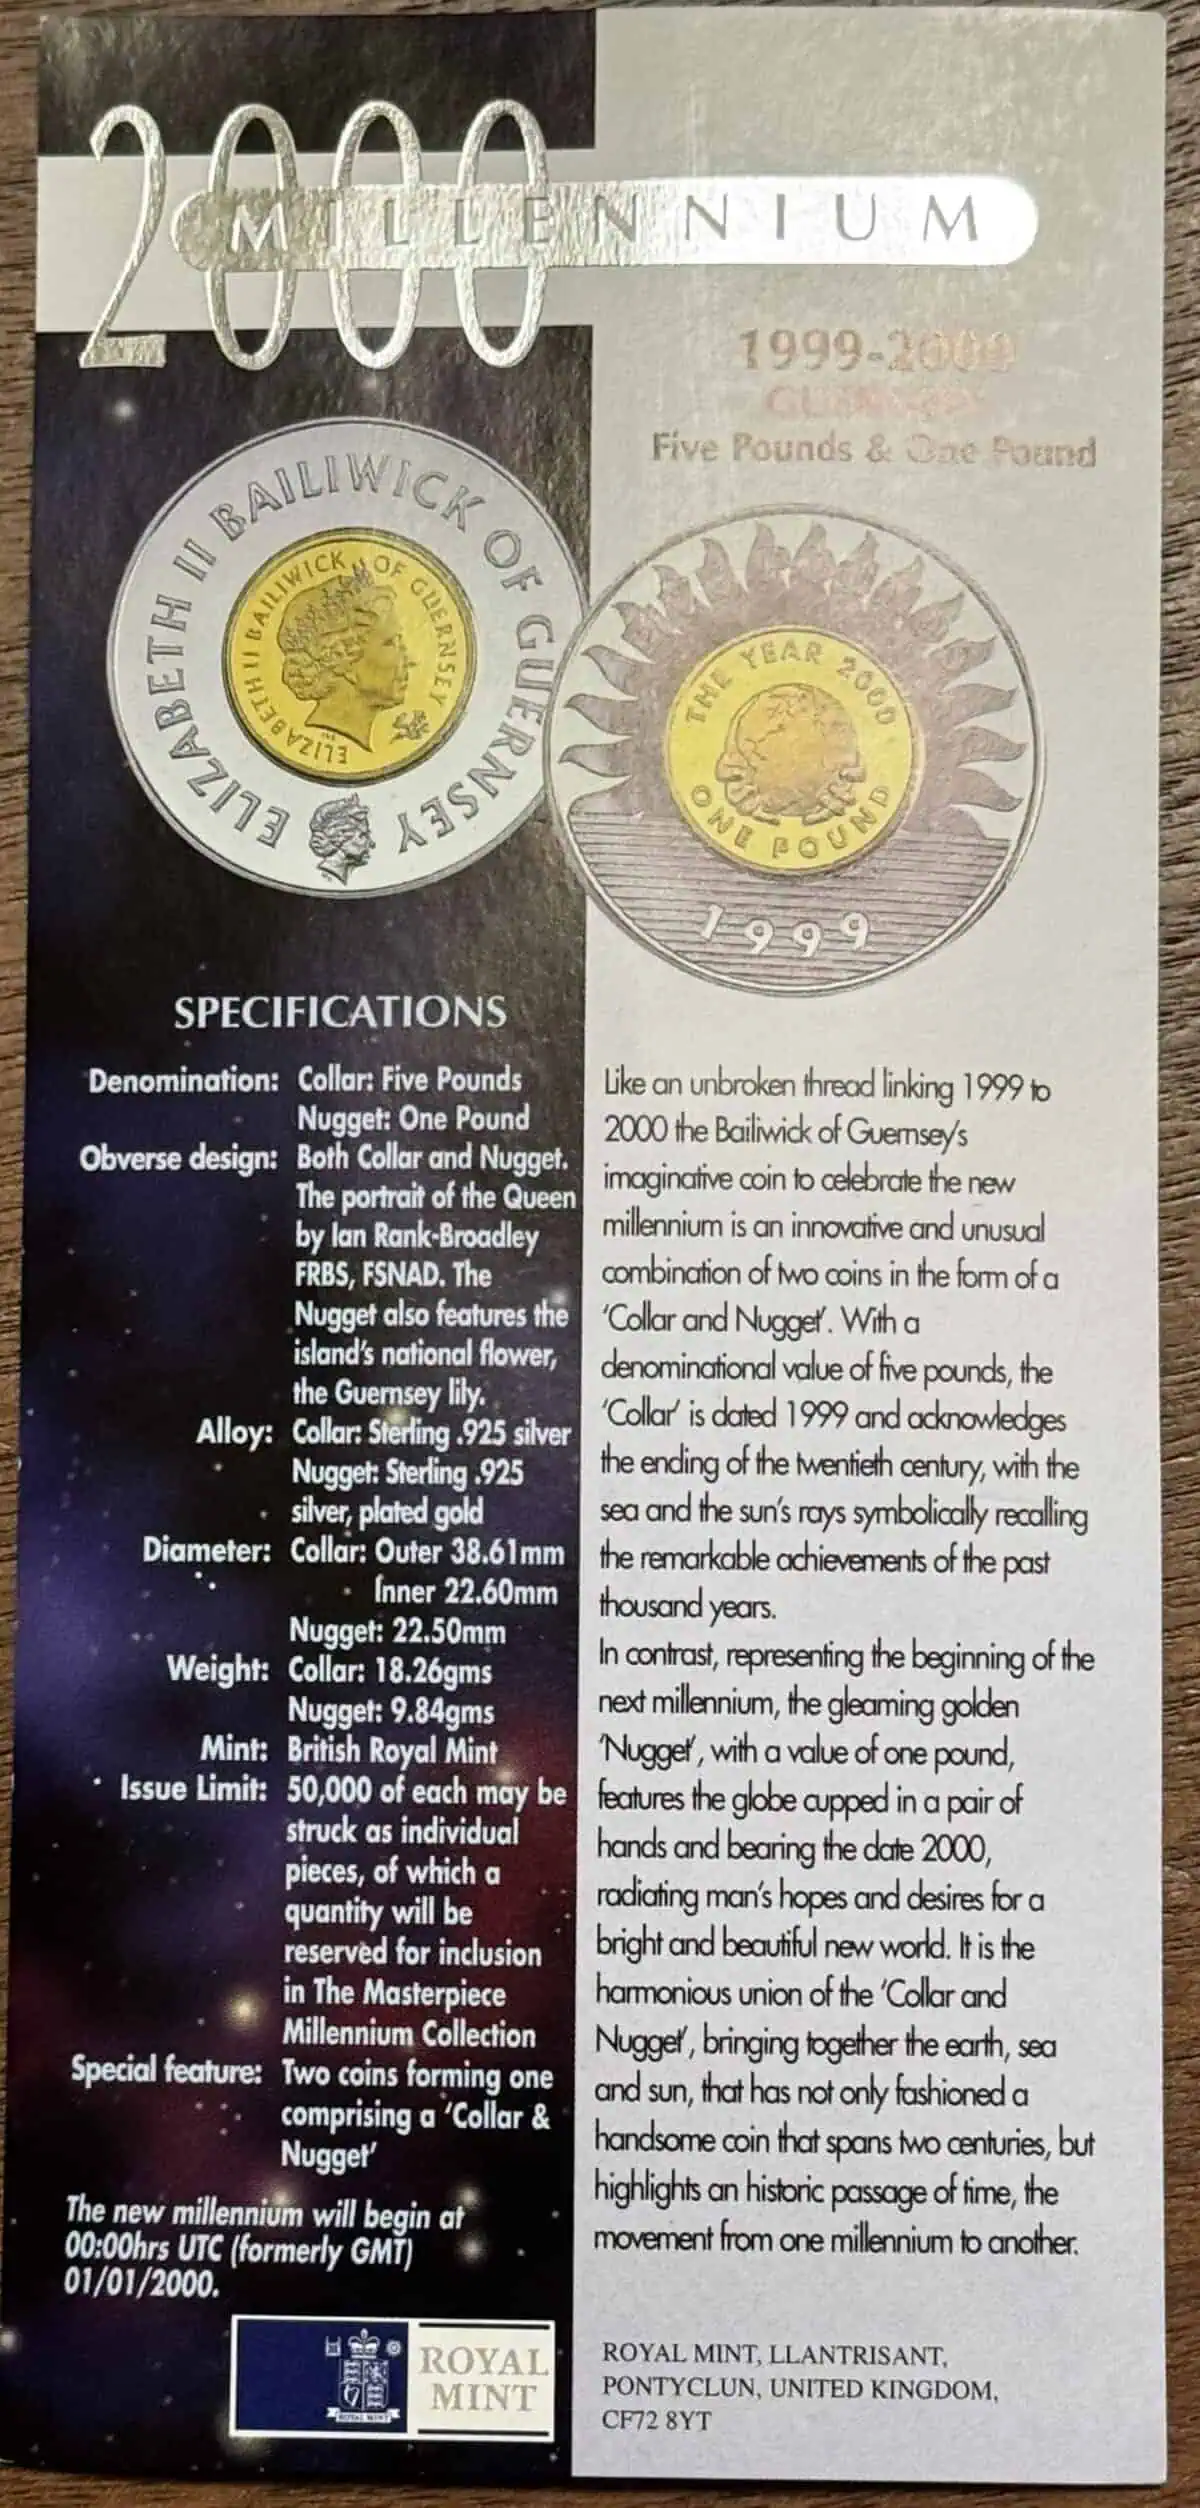 2000
MILLENNIUM
1999-2000
GUERNSEY
Five Pounds & One Pound
ELIZABETH II BAILIWICK OF GUERNSEY
ELIZABETH II BAILIWICK OF GUERNSEY
THE YEAR 2000
ONE POUND
1999
SPECIFICATIONS
Denomination: Collar: Five Pounds
Nugget: One Pound
Obverse design: Both Collar and Nugget.
The portrait of the Queen
by Ian Rank-Broadley
FRBS, FSNAD. The
Nugget also features the
island's national flower,
the Guernsey lily.
Alloy: Collar: Sterling .925 silver
Nugget: Sterling .925
silver, plated gold
Diameter: Collar: Outer 38.61mm
Inner 22.60mm
Nugget: 22.50mm
Weight: Collar: 18.26gms
Nugget: 9.84gms
Mint: British Royal Mint
Issue Limit: 50,000 of each may be
struck as individual
pieces, of which a
quantity will be
reserved for inclusion
in The Masterpiece
Millennium Collection
Special feature: Two coins forming one
comprising a 'Collar &
Nugget'
The new millennium will begin at
00:00hrs UTC (formerly GMT)
01/01/2000.
ROYAL MINT
ROYAL
MINT
Like an unbroken thread linking 1999 to
2000 the Bailiwick of Guernsey's
imaginative coin to celebrate the new
millennium is an innovative and unusual
combination of two coins in the form of a
'Collar and Nugget'. With a
denominational value of five pounds, the
'Collar' is dated 1999 and acknowledges
the ending of the twentieth century, with the
sea and the sun's rays symbolically recalling
the remarkable achievements of the past
thousand years.
In contrast, representing the beginning of the
next millennium, the gleaming golden
'Nugget', with a value of one pound,
features the globe cupped in a pair of
hands and bearing the date 2000,
radiating man's hopes and desires for a
bright and beautiful new world. It is the
harmonious union of the 'Collar and
Nugget', bringing together the earth, sea
and sun, that has not only fashioned a
handsome coin that spans two centuries, but
highlights an historic passage of time, the
movement from one millennium to another.
ROYAL MINT, LLANTRISANT,
PONTYCLUN, UNITED KINGDOM,
CF72 8YT